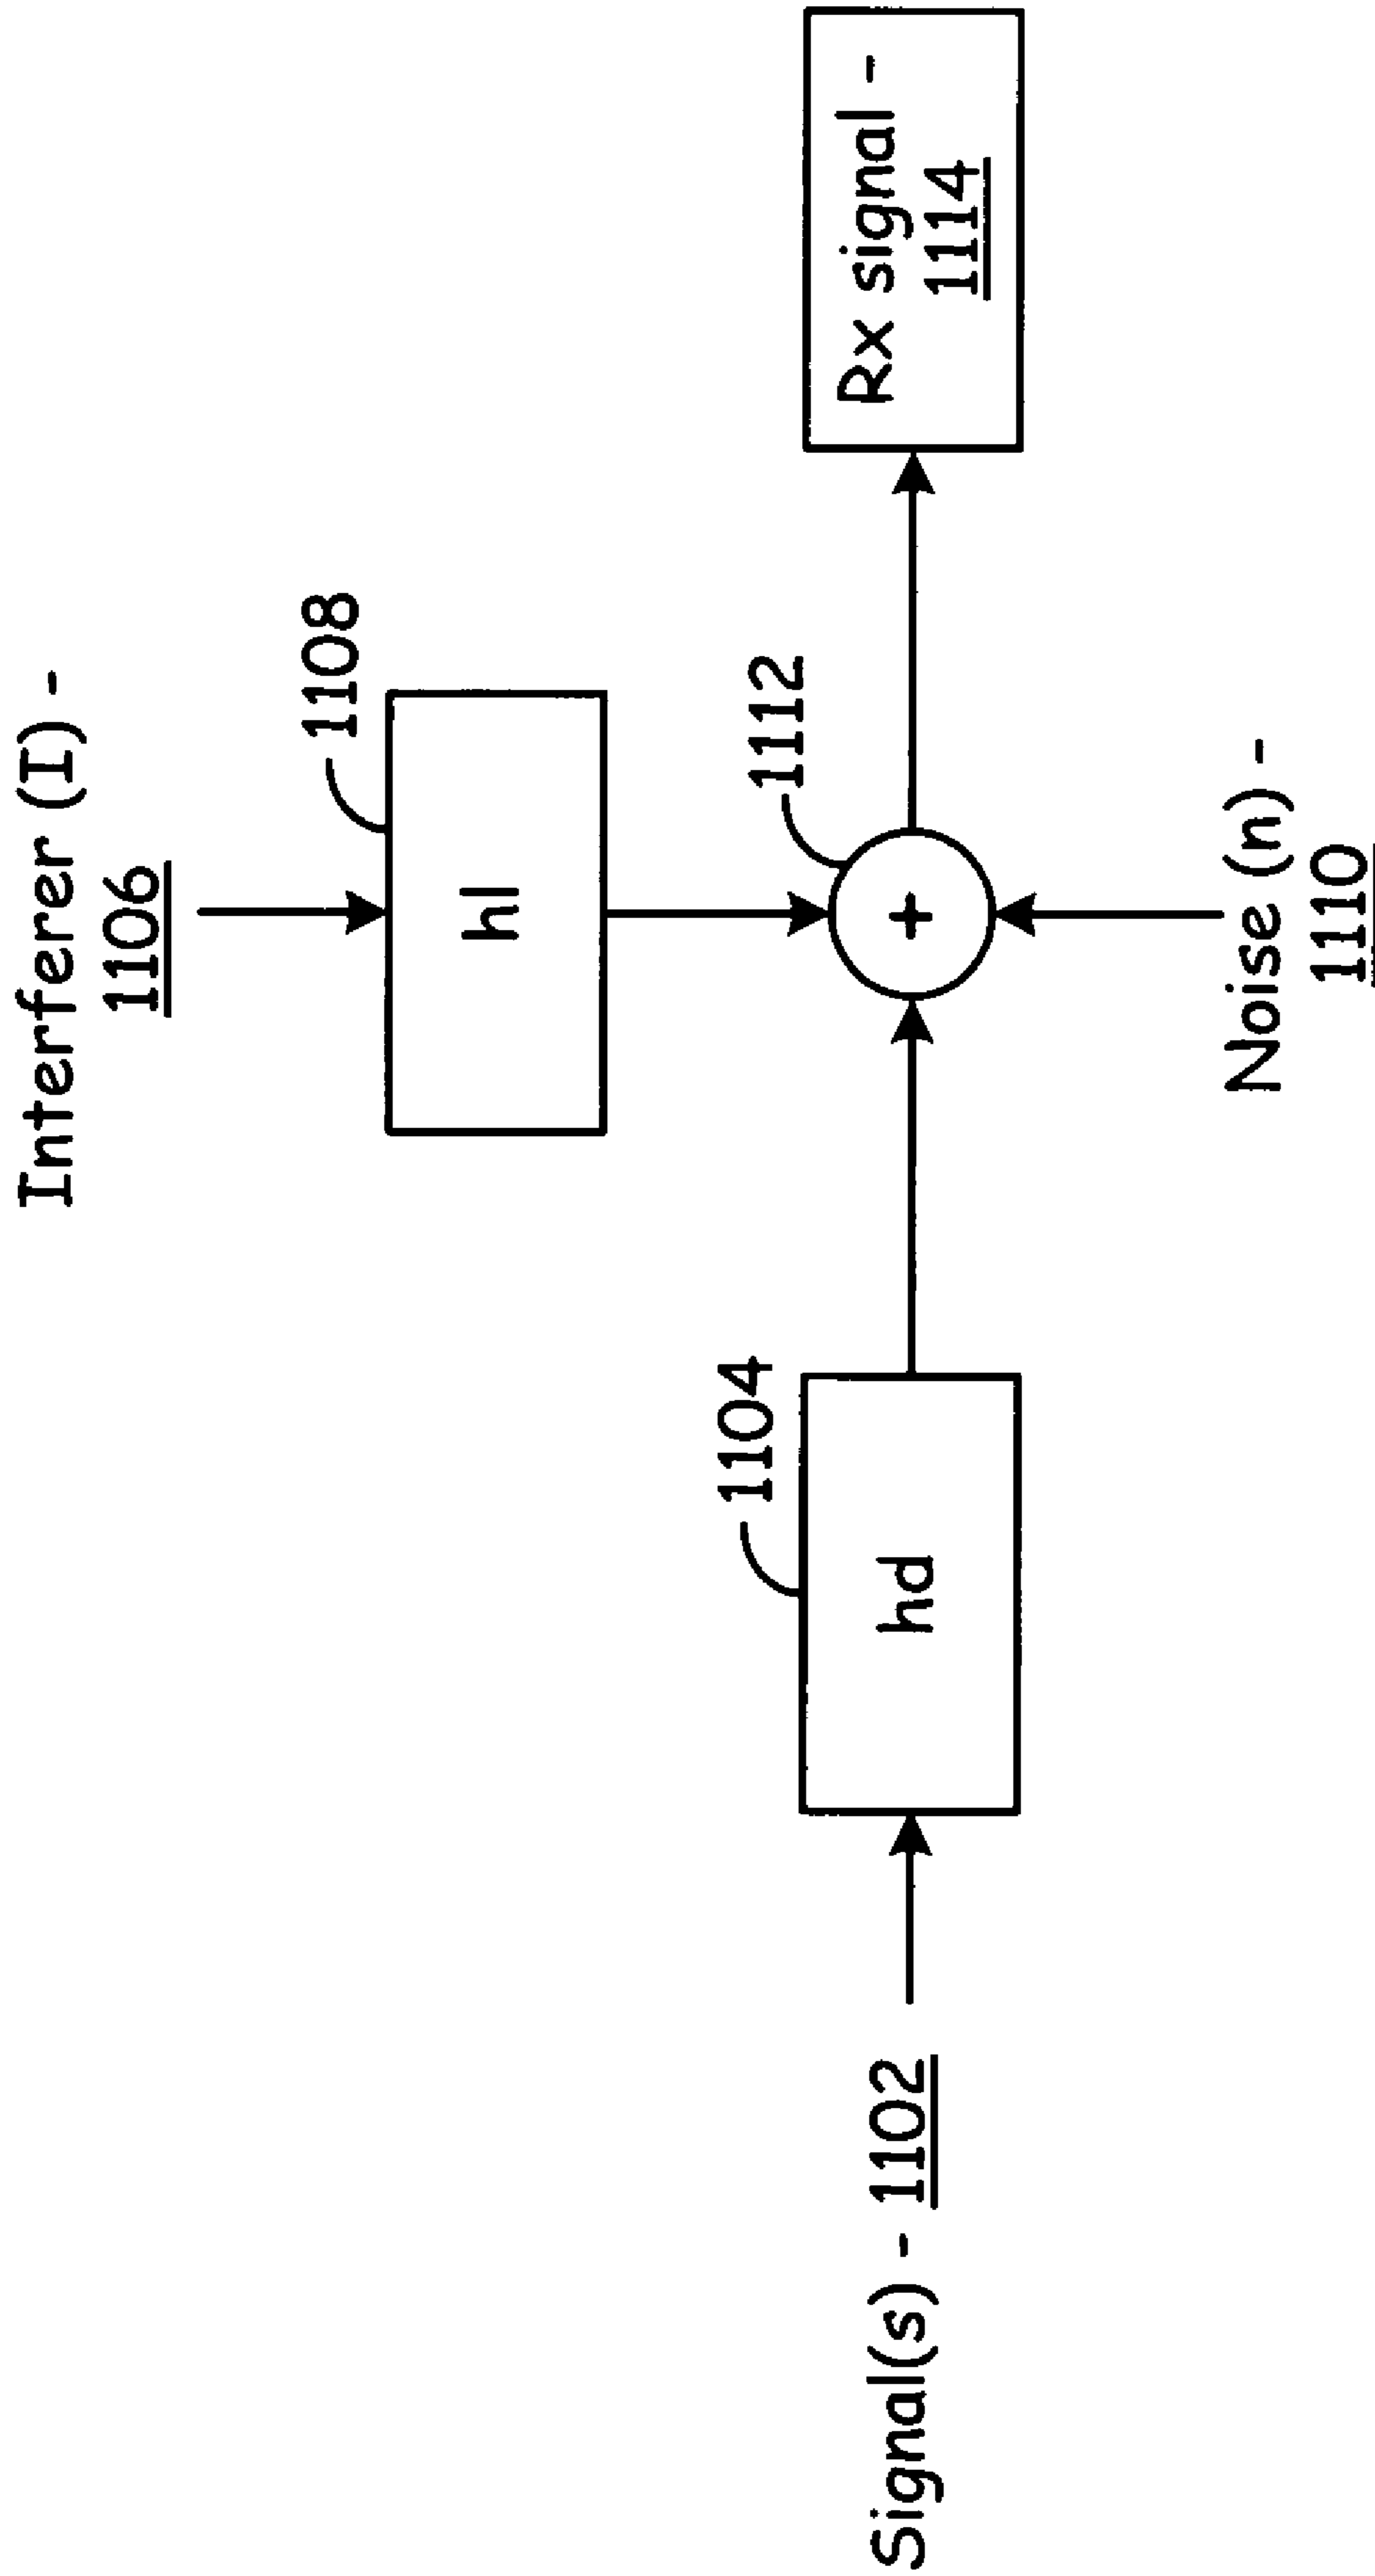 Interferer (I) -
1106
1108
hI
1112
+
1104
hd
Signal(s) - 1102
Rx signal -
1114
Noise (n) -
1110